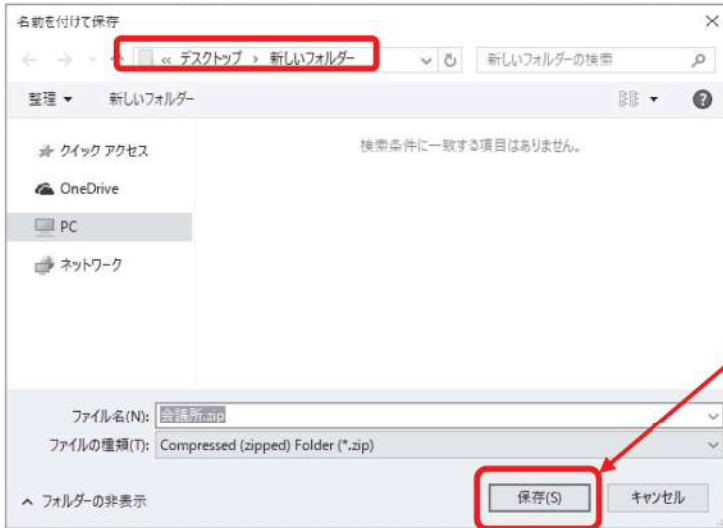 名前を付けて保存
« デスクトップ › 新しいフォルダー
新しいフォルダーの検索
整理 ▼ 新しいフォルダー
検索条件に一致する項目はありません。
クイック アクセス
OneDrive
PC
ネットワーク
ファイル名(N): 会議所.zip
ファイルの種類(T): Compressed (zipped) Folder (*.zip)
フォルダーの非表示
保存(S)
キャンセル